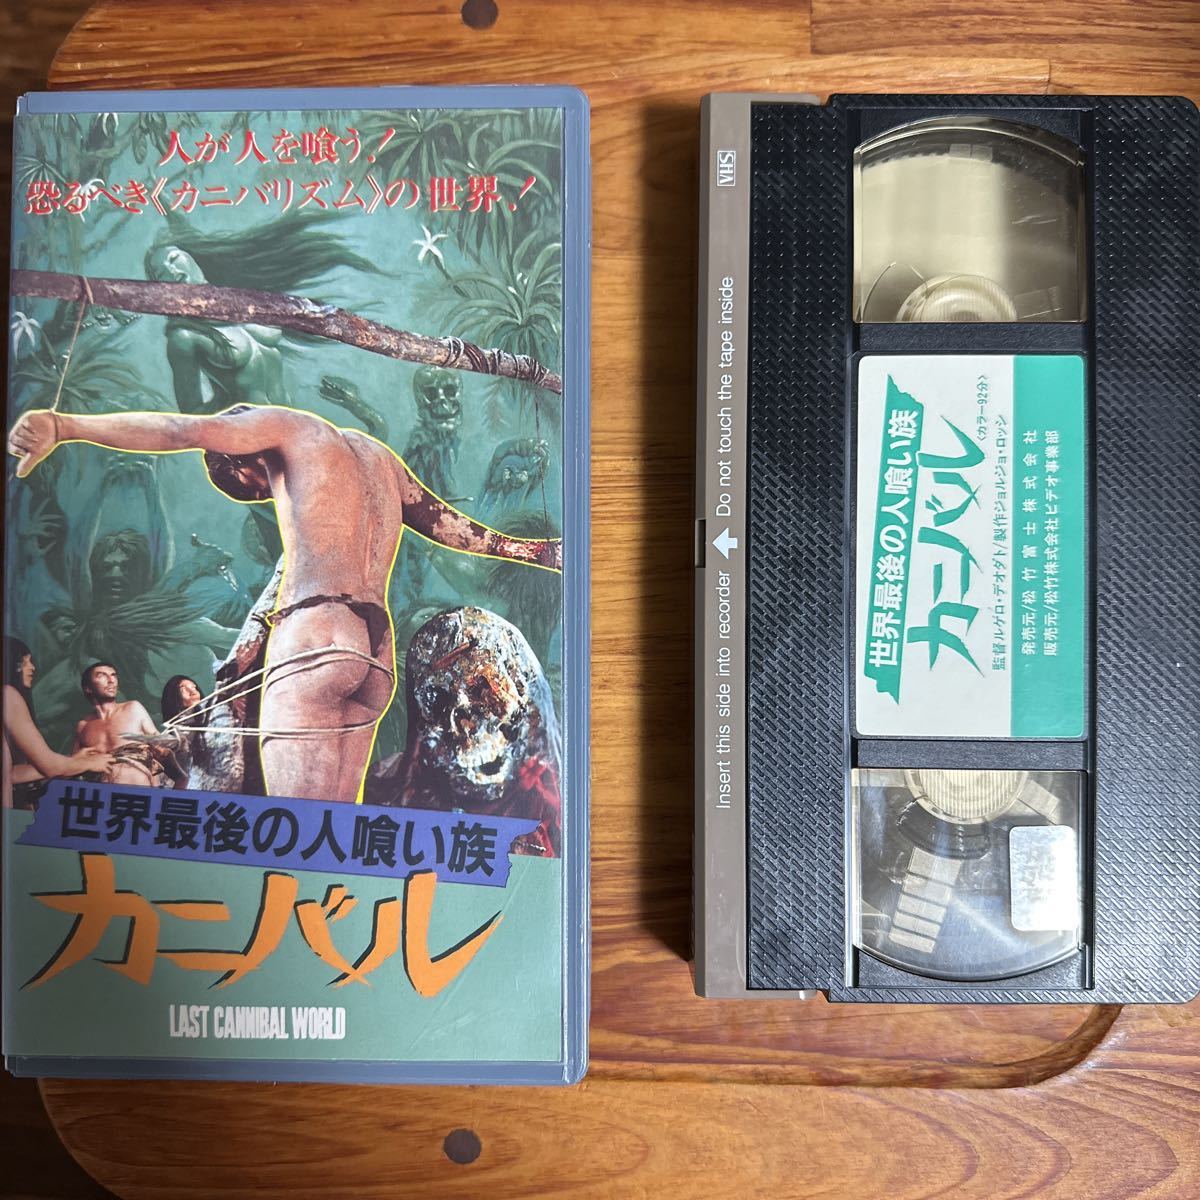 人が人を喰う!
恐るべき《カニバリズム》の世界!
世界最後の人喰い族
カニバル
LAST CANNIBAL WORLD
VHS
Insert this side into recorder Do not touch the tape inside
世界最後の人喰い族
カニバル
〈カラー92分〉
監督ルゲロ・デオダト/製作ジョルジョ・ロッシ
発売元/松竹富士株式会社
販売元/松竹株式会社ビデオ事業部